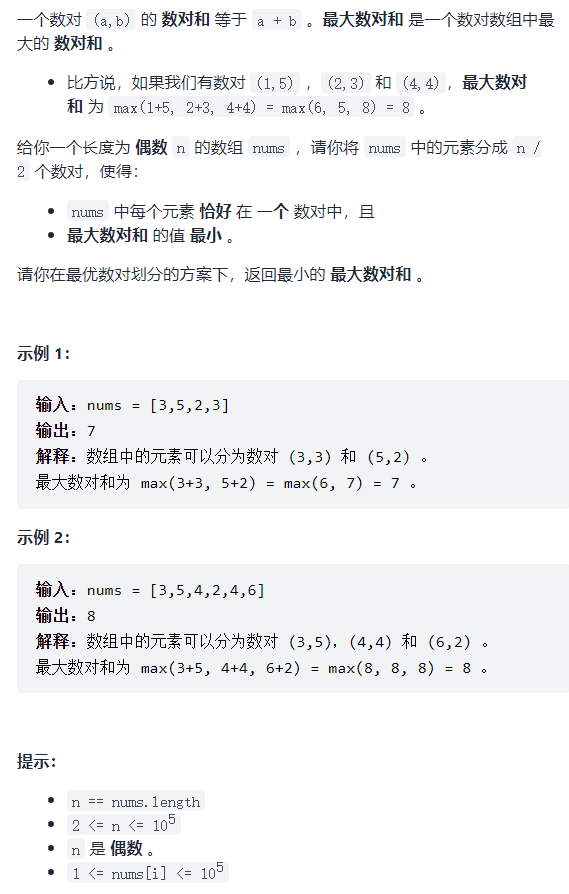 一个数对 (a,b) 的 数对和 等于 a + b 。最大数对和 是一个数对数组中最
大的 数对和 。
比方说，如果我们有数对 (1,5) ，(2,3) 和 (4,4)，最大数对
和 为 max(1+5, 2+3, 4+4) = max(6, 5, 8) = 8 。
给你一个长度为 偶数 n 的数组 nums ，请你将 nums 中的元素分成 n /
2 个数对，使得：
nums 中每个元素 恰好 在 一个 数对中，且
最大数对和 的值 最小 。
请你在最优数对划分的方案下，返回最小的 最大数对和 。
示例 1：
输入：nums = [3,5,2,3]
输出：7
解释：数组中的元素可以分为数对 (3,3) 和 (5,2) 。
最大数对和为 max(3+3, 5+2) = max(6, 7) = 7 。
示例 2：
输入：nums = [3,5,4,2,4,6]
输出：8
解释：数组中的元素可以分为数对 (3,5)，(4,4) 和 (6,2) 。
最大数对和为 max(3+5, 4+4, 6+2) = max(8, 8, 8) = 8 。
提示：
n == nums.length
2 <= n <= 10⁵
n 是 偶数 。
1 <= nums[i] <= 10⁵